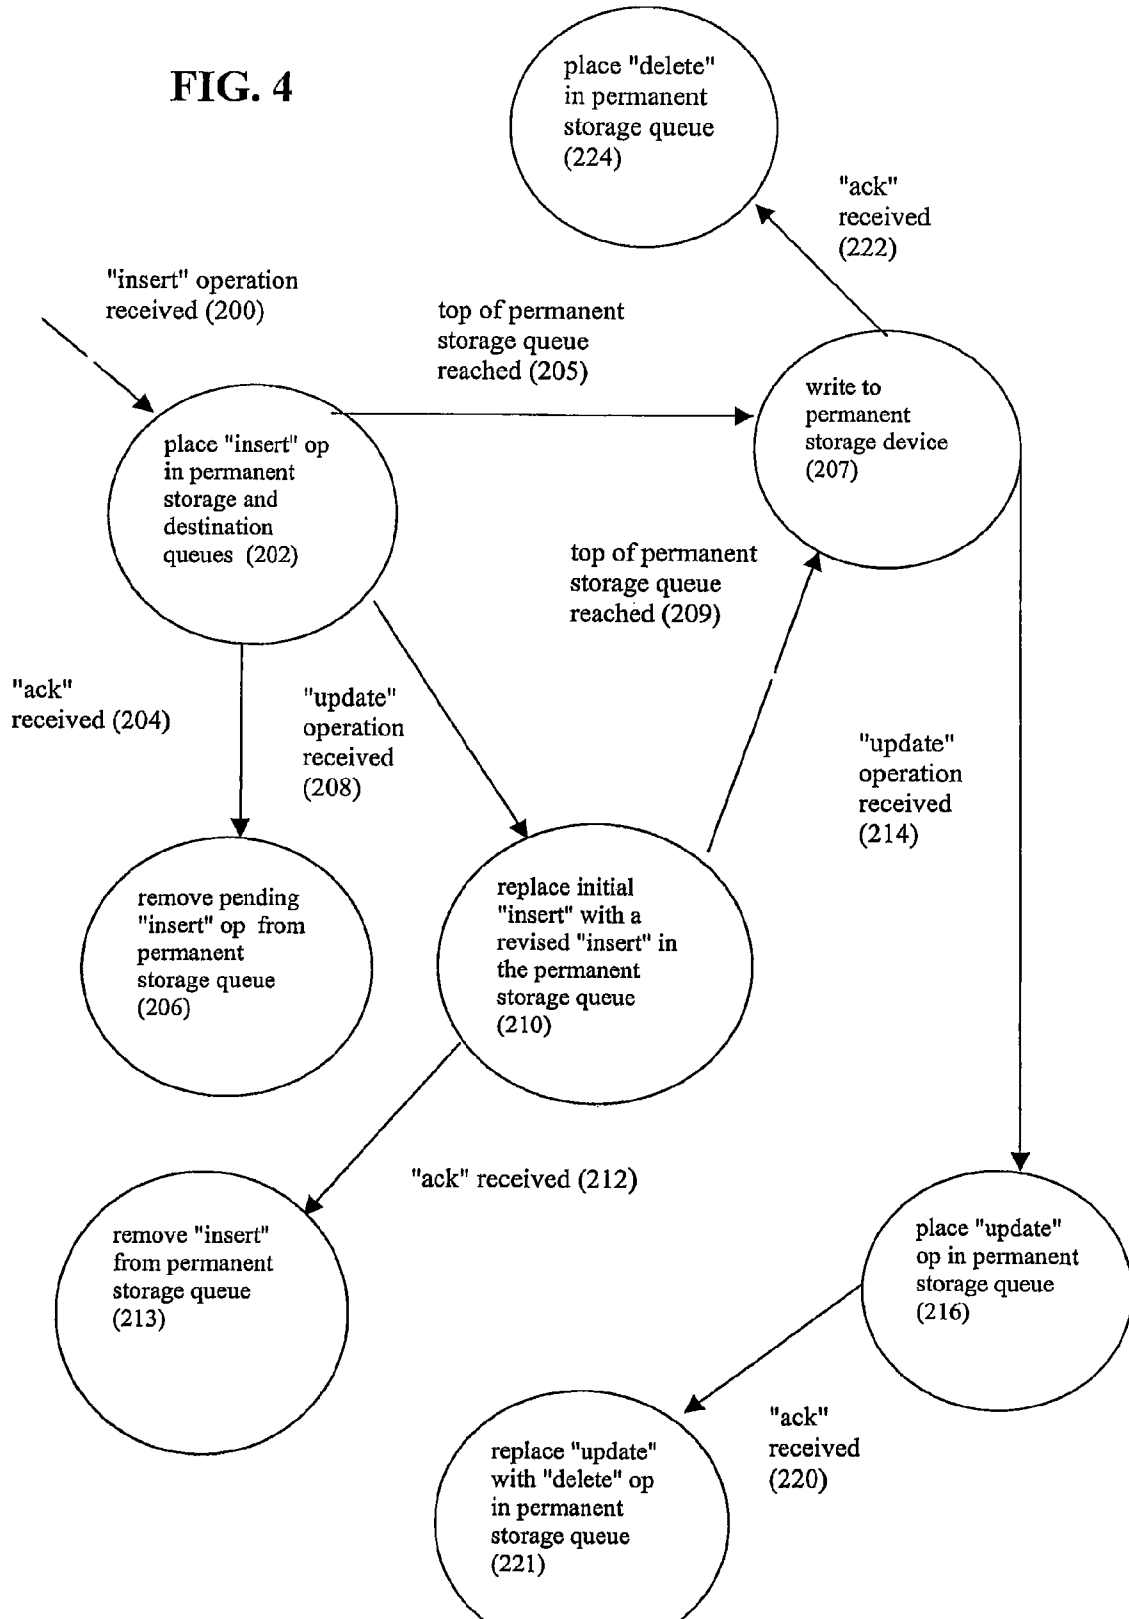 FIG. 4
place "delete"
in permanent
storage queue
(224)
"ack"
received
(222)
"insert" operation
received (200)
top of permanent
storage queue
reached (205)
write to
permanent
storage device
(207)
place "insert" op
in permanent
storage and
destination
queues (202)
top of permanent
storage queue
reached (209)
"ack"
received (204)
"update"
operation
received
(208)
"update"
operation
received
(214)
remove pending
"insert" op from
permanent
storage queue
(206)
replace initial
"insert" with a
revised "insert" in
the permanent
storage queue
(210)
"ack" received (212)
remove "insert"
from permanent
storage queue
(213)
place "update"
op in permanent
storage queue
(216)
"ack"
received
(220)
replace "update"
with "delete" op
in permanent
storage queue
(221)